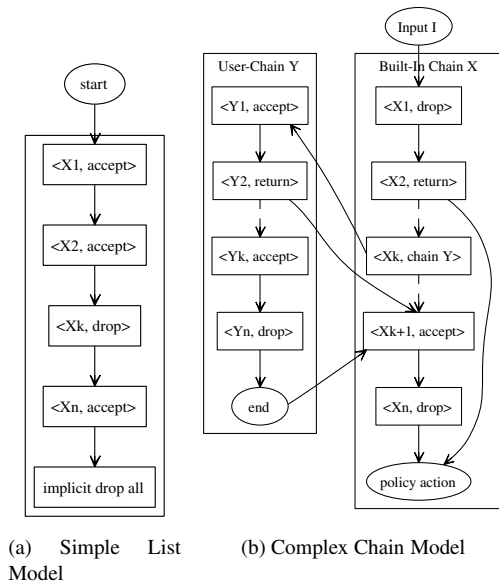 start
<X1, accept>
<X2, accept>
<Xk, drop>
<Xn, accept>
implicit drop all
(a) Simple List
Model
User-Chain Y
<Y1, accept>
<Y2, return>
<Yk, accept>
<Yn, drop>
end
Input I
Built-In Chain X
<X1, drop>
<X2, return>
<Xk, chain Y>
<Xk+1, accept>
<Xn, drop>
policy action
(b) Complex Chain Model